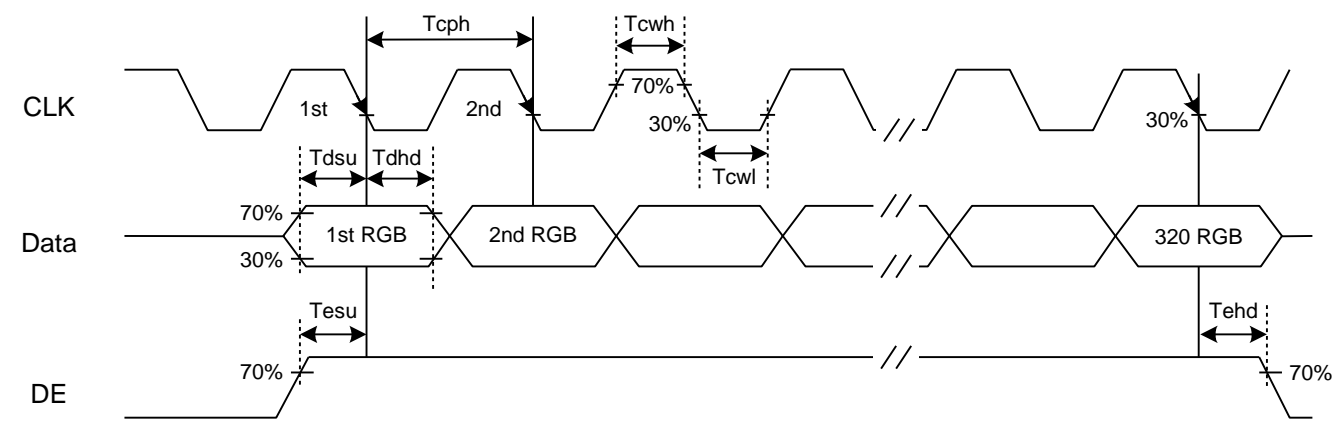 Tcph
Tcwh
CLK
1st
2nd
70%
30%
30%
Tdsu
Tdhd
Tcwl
Data
70%
30%
1st RGB
2nd RGB
320 RGB
Tesu
Tehd
DE
70%
70%